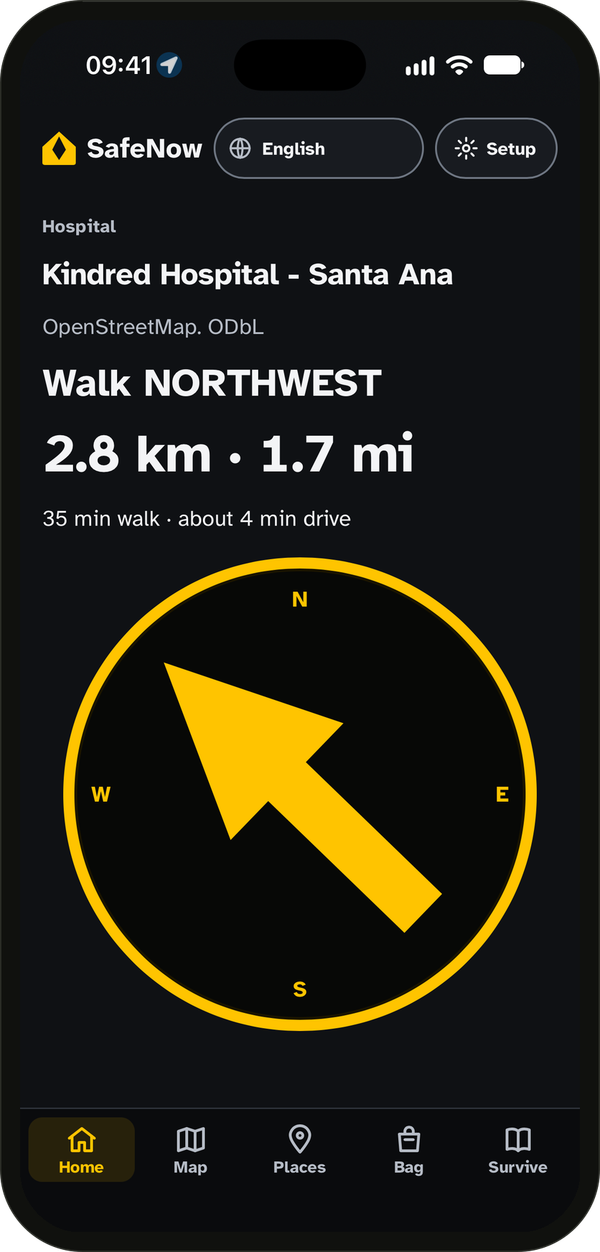 09:41
SafeNow
English
Setup
Hospital
Kindred Hospital - Santa Ana
OpenStreetMap. ODbL
Walk NORTHWEST
2.8 km · 1.7 mi
35 min walk · about 4 min drive
N
W
E
S
Home
Map
Places
Bag
Survive